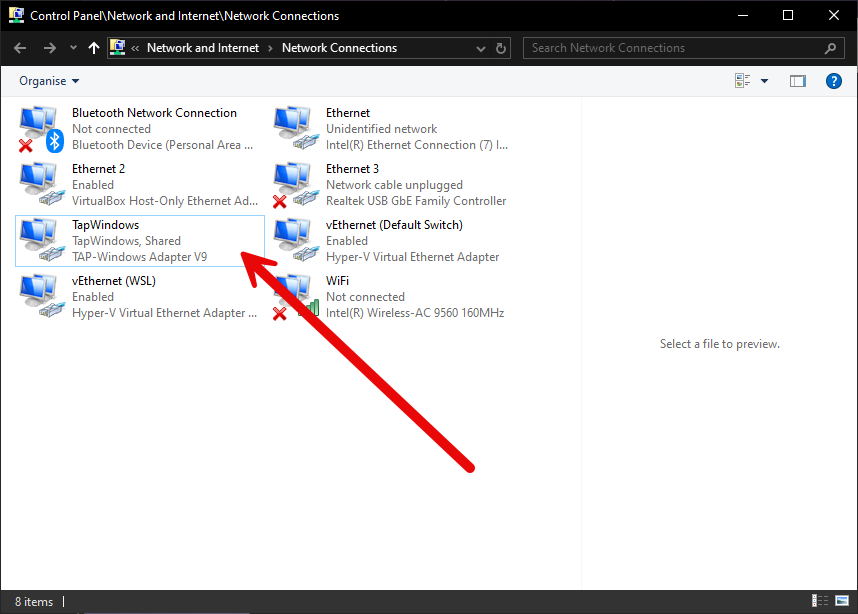 Control Panel\Network and Internet\Network Connections
« Network and Internet › Network Connections
Search Network Connections
Organise
Bluetooth Network Connection
Not connected
Bluetooth Device (Personal Area ...
Ethernet
Unidentified network
Intel(R) Ethernet Connection (7) I...
Ethernet 2
Enabled
VirtualBox Host-Only Ethernet Ad...
Ethernet 3
Network cable unplugged
Realtek USB GbE Family Controller
TapWindows
TapWindows, Shared
TAP-Windows Adapter V9
vEthernet (Default Switch)
Enabled
Hyper-V Virtual Ethernet Adapter
vEthernet (WSL)
Enabled
Hyper-V Virtual Ethernet Adapter ...
WiFi
Not connected
Intel(R) Wireless-AC 9560 160MHz
Select a file to preview.
8 items